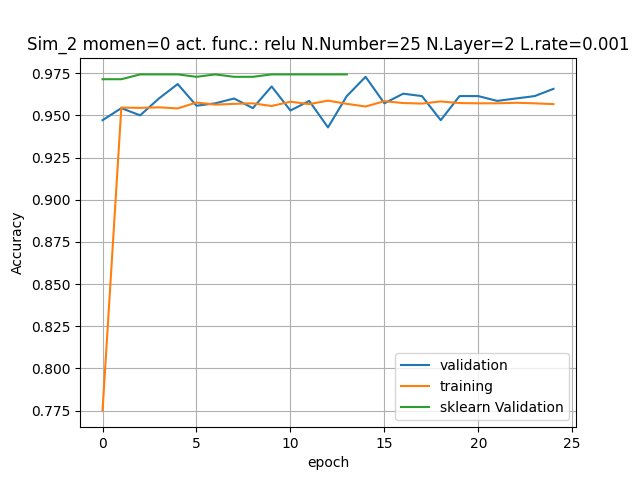 Sim_2 momen=0 act. func.: relu N.Number=25 N.Layer=2 L.rate=0.001
0.975
0.950
0.925
0.900
0.875
0.850
0.825
0.800
0.775
Accuracy
0 5 10 15 20 25
epoch
validation
training
sklearn Validation